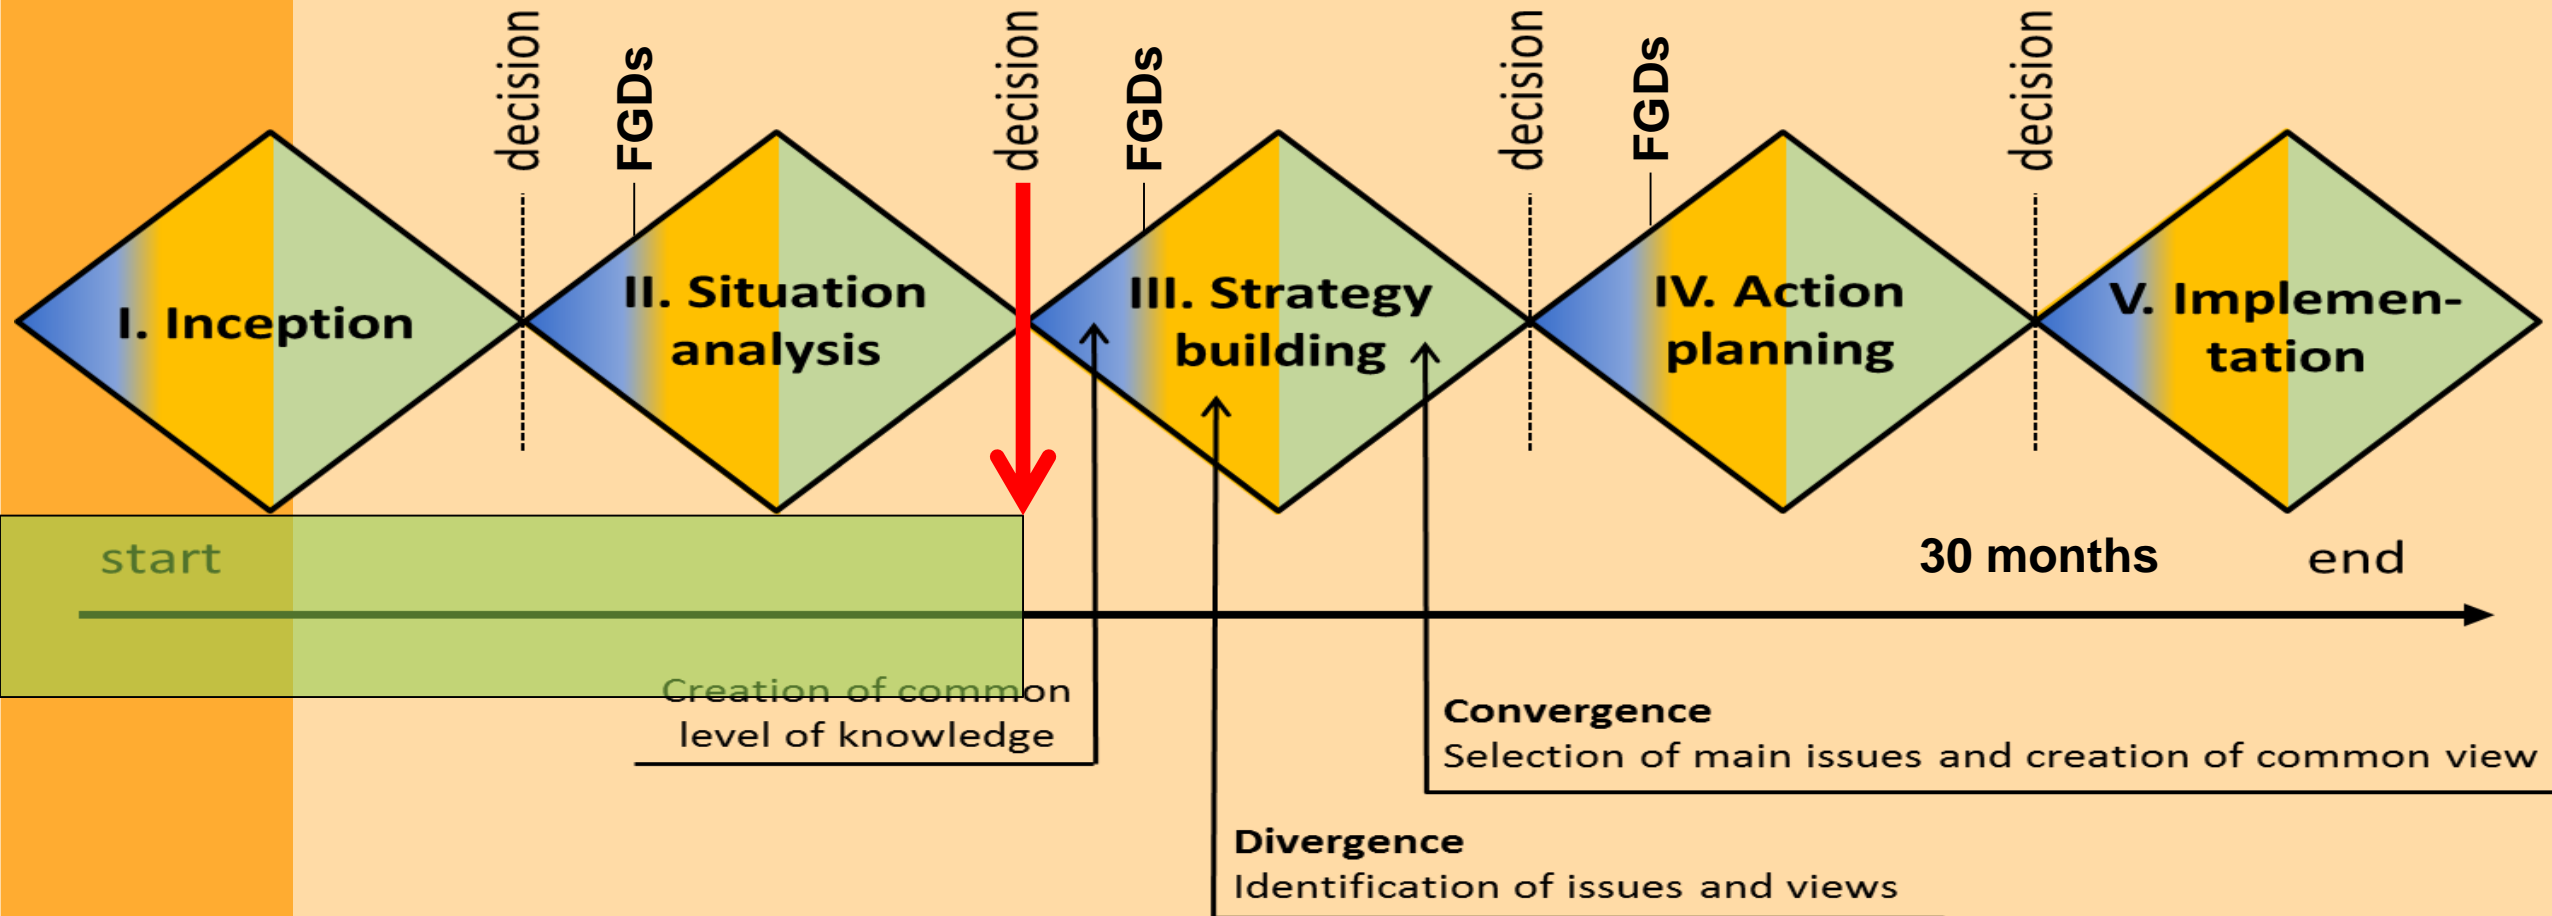 decision
FGDs
decision
FGDs
decision
FGDs
decision
I. Inception
II. Situation
analysis
III. Strategy
building
IV. Action
planning
V. Implemen-
tation
start
30 months
end
Creation of common
level of knowledge
Convergence
Selection of main issues and creation of common view
Divergence
Identification of issues and views